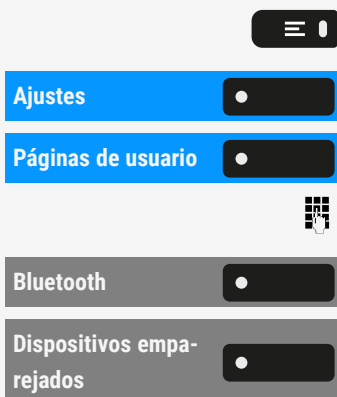 Ajustes
Páginas de usuario
Bluetooth
Dispositivos empa-
rejados